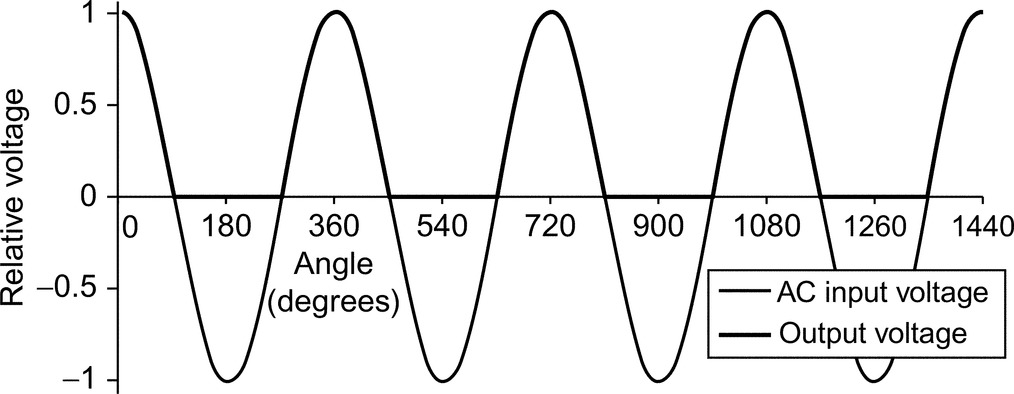 Relative voltage
1
0.5
0
−0.5
−1
0 180 360 540 720 900 1080 1260 1440
Angle
(degrees)
AC input voltage
Output voltage